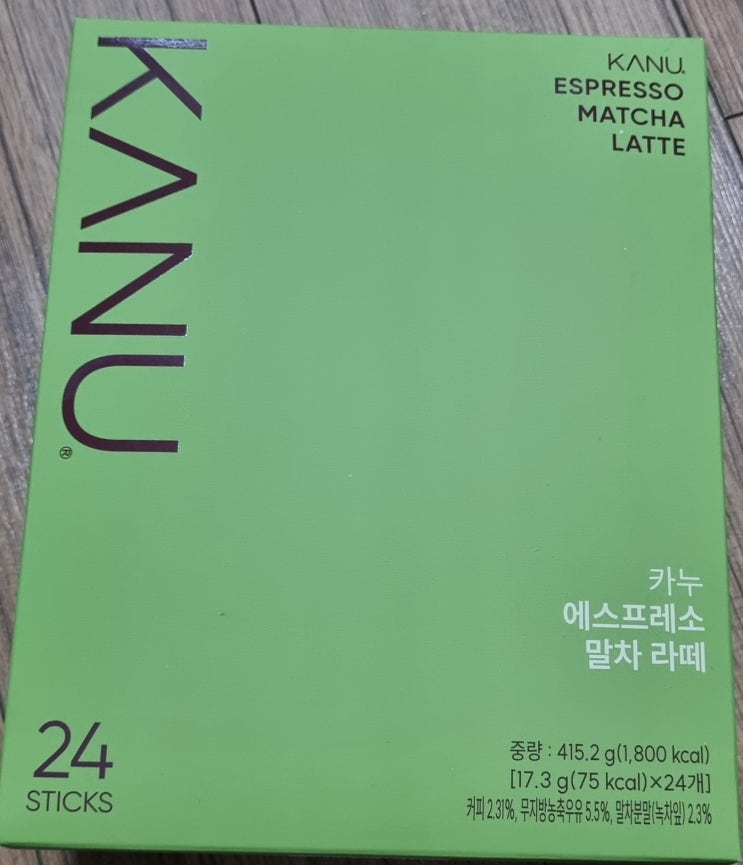 KANU®
KANU®
ESPRESSO
MATCHA
LATTE
카누
에스프레소
말차 라떼
24
STICKS
중량 : 415.2 g(1,800 kcal)
[17.3 g(75 kcal)×24개]
커피 2.31%, 무지방농축우유 5.5%, 말차분말(녹차잎) 2.3%